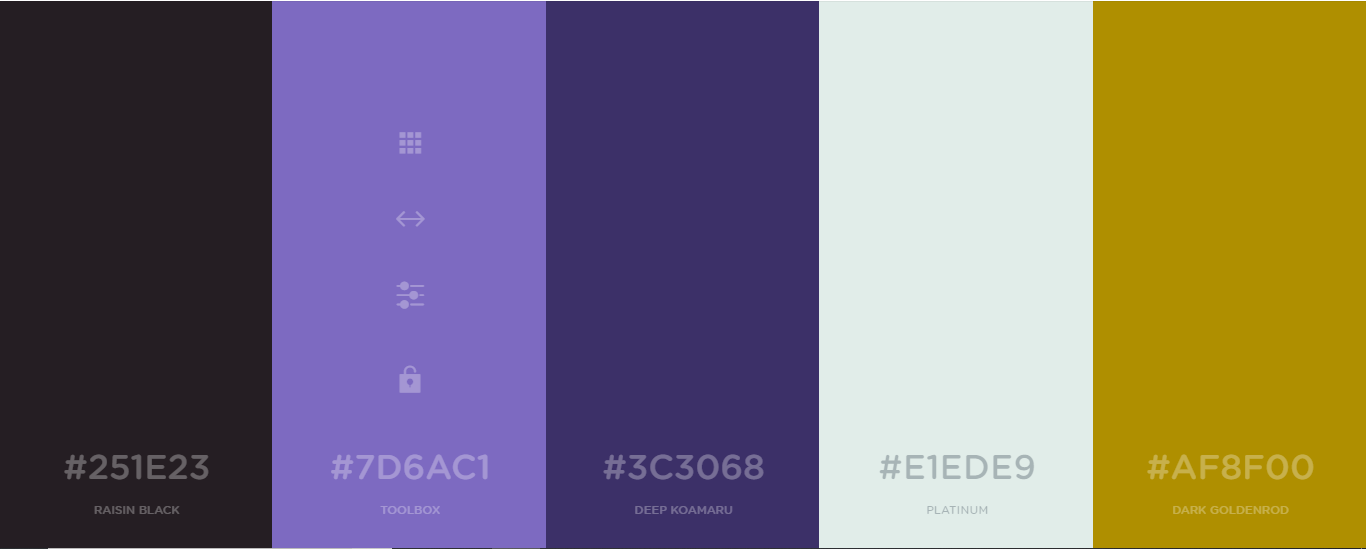 #251E23
RAISIN BLACK
#7D6AC1
TOOLBOX
#3C3068
DEEP KOAMARU
#E1EDE9
PLATINUM
#AF8F00
DARK GOLDENROD